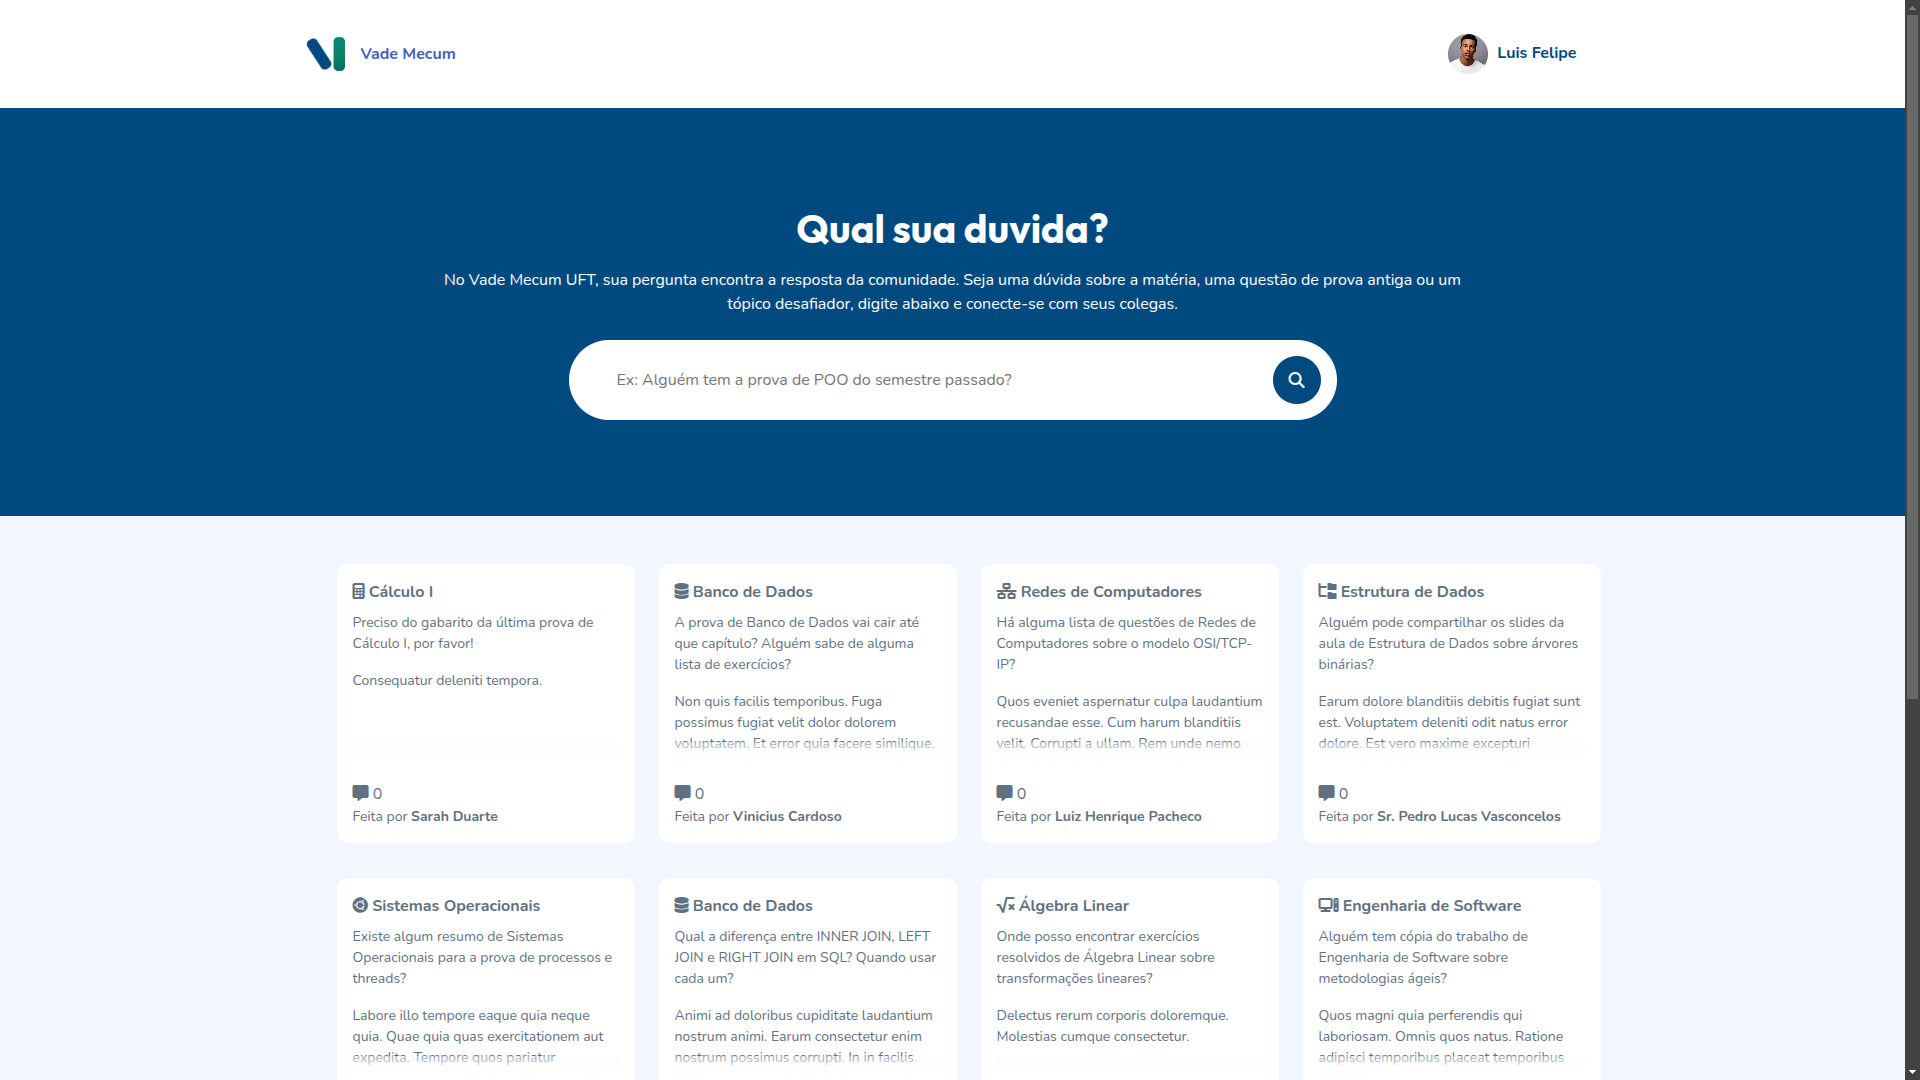 Vade Mecum
Luis Felipe
Qual sua duvida?
No Vade Mecum UFT, sua pergunta encontra a resposta da comunidade. Seja uma dúvida sobre a matéria, uma questão de prova antiga ou um
tópico desafiador, digite abaixo e conecte-se com seus colegas.
Ex: Alguém tem a prova de POO do semestre passado?
Cálculo I
Preciso do gabarito da última prova de
Cálculo I, por favor!
Consequatur deleniti tempora.
0
Feita por Sarah Duarte
Banco de Dados
A prova de Banco de Dados vai cair até
que capítulo? Alguém sabe de alguma
lista de exercícios?
Non quis facilis temporibus. Fuga
possimus fugiat velit dolor dolorem
voluptatem. Et error quia facere similique.
0
Feita por Vinicius Cardoso
Redes de Computadores
Há alguma lista de questões de Redes de
Computadores sobre o modelo OSI/TCP-
IP?
Quos eveniet aspernatur culpa laudantium
recusandae esse. Cum harum blanditiis
velit. Corrupti a ullam. Rem unde nemo
0
Feita por Luiz Henrique Pacheco
Estrutura de Dados
Alguém pode compartilhar os slides da
aula de Estrutura de Dados sobre árvores
binárias?
Earum dolore blanditiis debitis fugiat sunt
est. Voluptatem deleniti odit natus error
dolore. Est vero maxime excepturi
0
Feita por Sr. Pedro Lucas Vasconcelos
Sistemas Operacionais
Existe algum resumo de Sistemas
Operacionais para a prova de processos e
threads?
Labore illo tempore eaque quia neque
quia. Quae quia quas exercitationem aut
expedita. Tempore quos pariatur
Banco de Dados
Qual a diferença entre INNER JOIN, LEFT
JOIN e RIGHT JOIN em SQL? Quando usar
cada um?
Animi ad doloribus cupiditate laudantium
nostrum animi. Earum consectetur enim
nostrum possimus corrupti. In in facilis.
Álgebra Linear
Onde posso encontrar exercícios
resolvidos de Álgebra Linear sobre
transformações lineares?
Delectus rerum corporis doloremque.
Molestias cumque consectetur.
Engenharia de Software
Alguém tem cópia do trabalho de
Engenharia de Software sobre
metodologias ágeis?
Quos magni quia perferendis qui
laboriosam. Omnis quos natus. Ratione
adipisci temporibus placeat temporibus